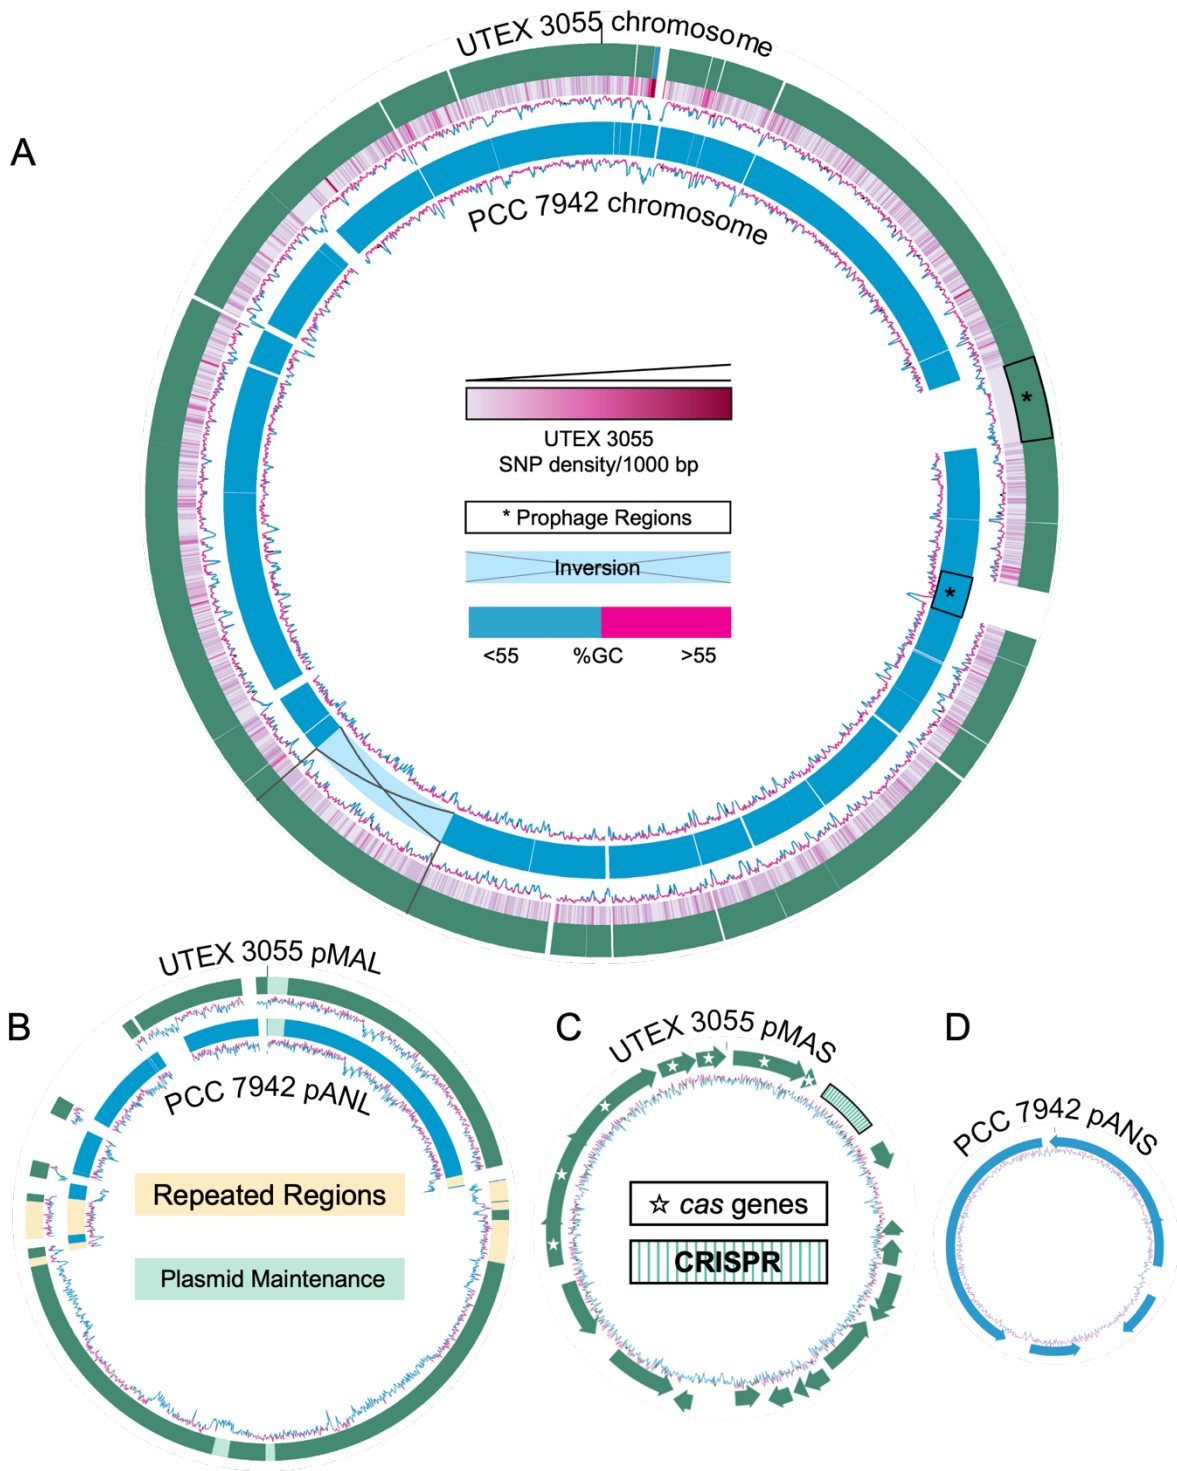 UTEX 3055 chromosome
A
PCC 7942 chromosome
*
UTEX 3055
SNP density/1000 bp
* Prophage Regions
Inversion
*
<55 %GC >55
UTEX 3055 pMAL
B
PCC 7942 pANL
Repeated Regions
Plasmid Maintenance
C
UTEX 3055 pMAS
☆ cas genes
CRISPR
D
PCC 7942 pANS